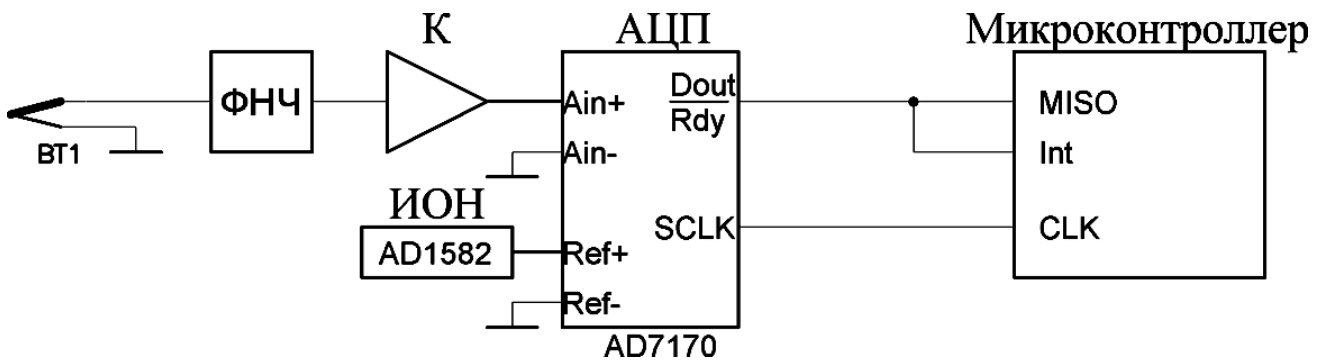 К
АЦП
Микроконтроллер
ФНЧ
BT1
Ain+
Ain-
ИОН
AD1582
Ref+
Ref-
Dout
Rdy
SCLK
AD7170
MISO
Int
CLK